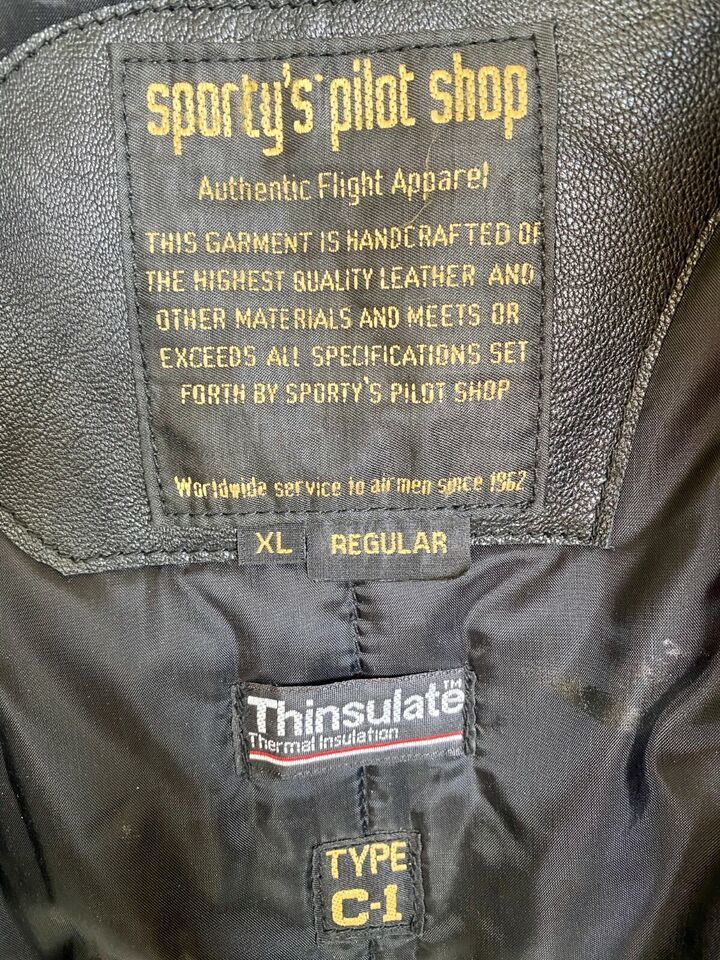 sporty's pilot shop
Authentic Flight Apparel
THIS GARMENT IS HANDCRAFTED OF
THE HIGHEST QUALITY LEATHER AND
OTHER MATERIALS AND MEETS OR
EXCEEDS ALL SPECIFICATIONS SET
FORTH BY SPORTY'S PILOT SHOP
Worldwide service to airmen since 1962
XL REGULAR
Thinsulate™
Thermal Insulation
TYPE
C-1